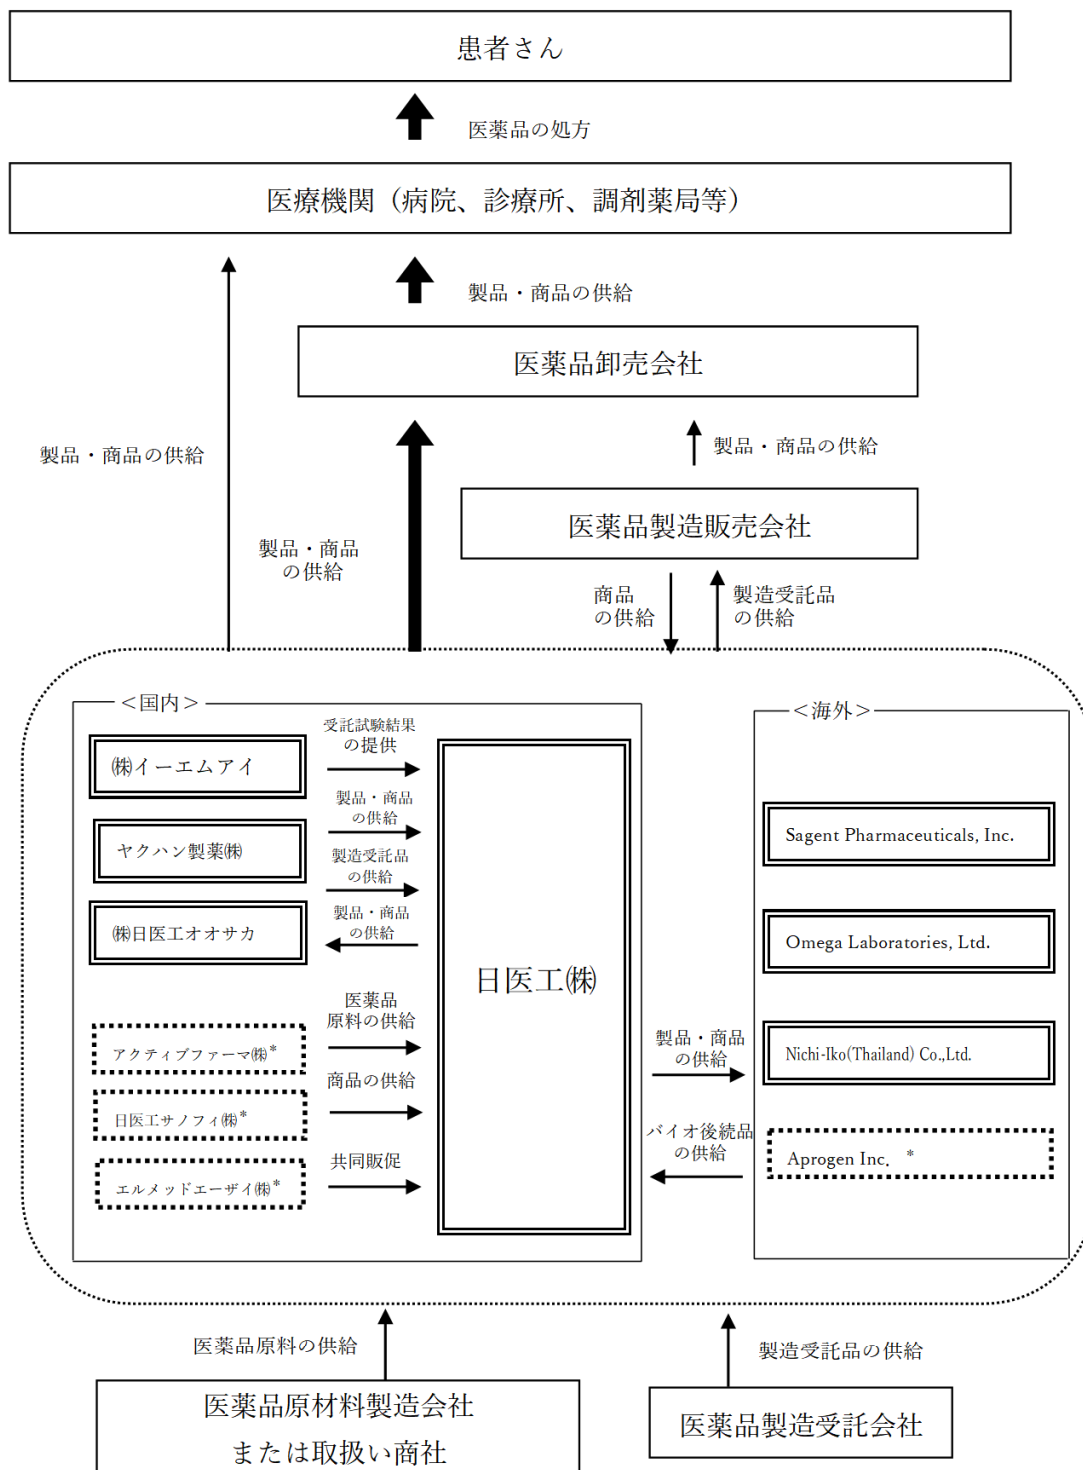 患者さん
医薬品の処方
医療機関（病院、診療所、調剤薬局等）
製品・商品の供給
医薬品卸売会社
製品・商品の供給
製品・商品の供給
医薬品製造販売会社
製品・商品
の供給
商品
の供給
製造受託品
の供給
＜国内＞
＜海外＞
受託試験結果
の提供
㈱イーエムアイ
製品・商品
の供給
ヤクハン製薬㈱
製造受託品
の供給
製品・商品
の供給
㈱日医工オオサカ
日医工㈱
医薬品
原料の供給
アクティブファーマ㈱*
商品の供給
日医工サノフィ㈱*
共同販促
エルメッドエーザイ㈱*
Sagent Pharmaceuticals, Inc.
Omega Laboratories, Ltd.
製品・商品
の供給
Nichi-Iko(Thailand) Co.,Ltd.
バイオ後続品
の供給
Aprogen Inc. *
医薬品原料の供給
製造受託品の供給
医薬品原材料製造会社
または取扱い商社
医薬品製造受託会社